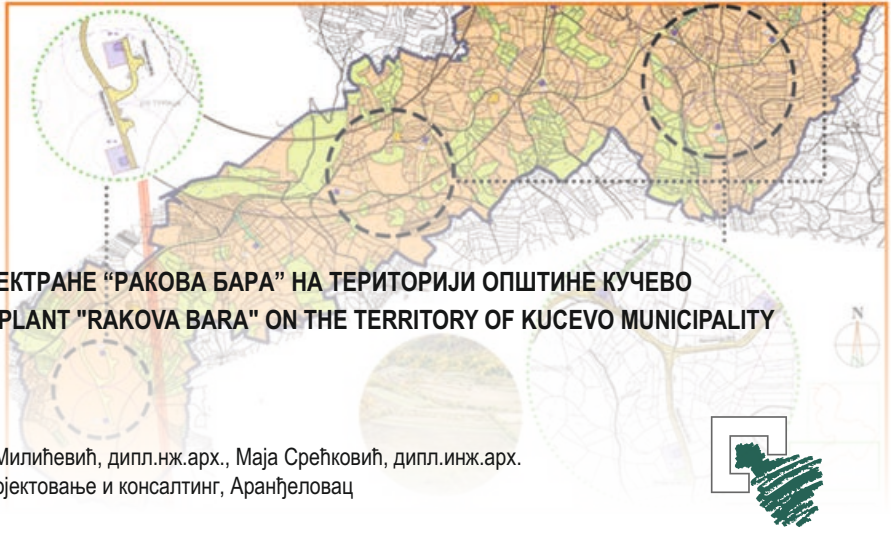 ЕКТРАНЕ “РАКОВА БАРА” НА ТЕРИТОРИЈИ ОПШТИНЕ КУЧЕВО
PLANT "RAKOVA BARA" ON THE TERRITORY OF KUCEVO MUNICIPALITY
N
Милићевић, дипл.нж.арх., Маја Срећковић, дипл.инж.арх.
ојектовање и консалтинг, Аранђеловац